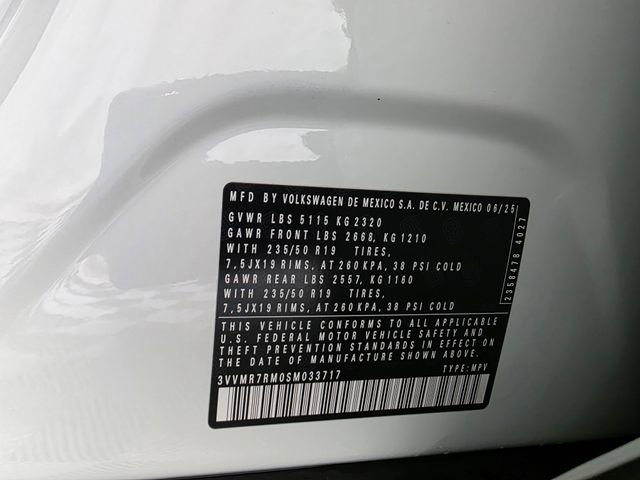 MFD BY VOLKSWAGEN DE MEXICO S.A. DE C.V. MEXICO 06/25
GVWR LBS 5115 KG 2320
GAWR FRONT LBS 2668, KG 1210
WITH 235/50 R19 TIRES,
7,5JX19 RIMS, AT 260 KPA, 38 PSI COLD
GAWR REAR LBS 2557, KG 1160
WITH 235/50 R19 TIRES,
7,5JX19 RIMS, AT 260 KPA, 38 PSI COLD
THIS VEHICLE CONFORMS TO ALL APPLICABLE
U.S. FEDERAL MOTOR VEHICLE SAFETY AND
THEFT PREVENTION STANDARDS IN EFFECT ON
THE DATE OF MANUFACTURE SHOWN ABOVE.
3VVMR7RM0SM033717 TYPE: MPV
2358478 4027